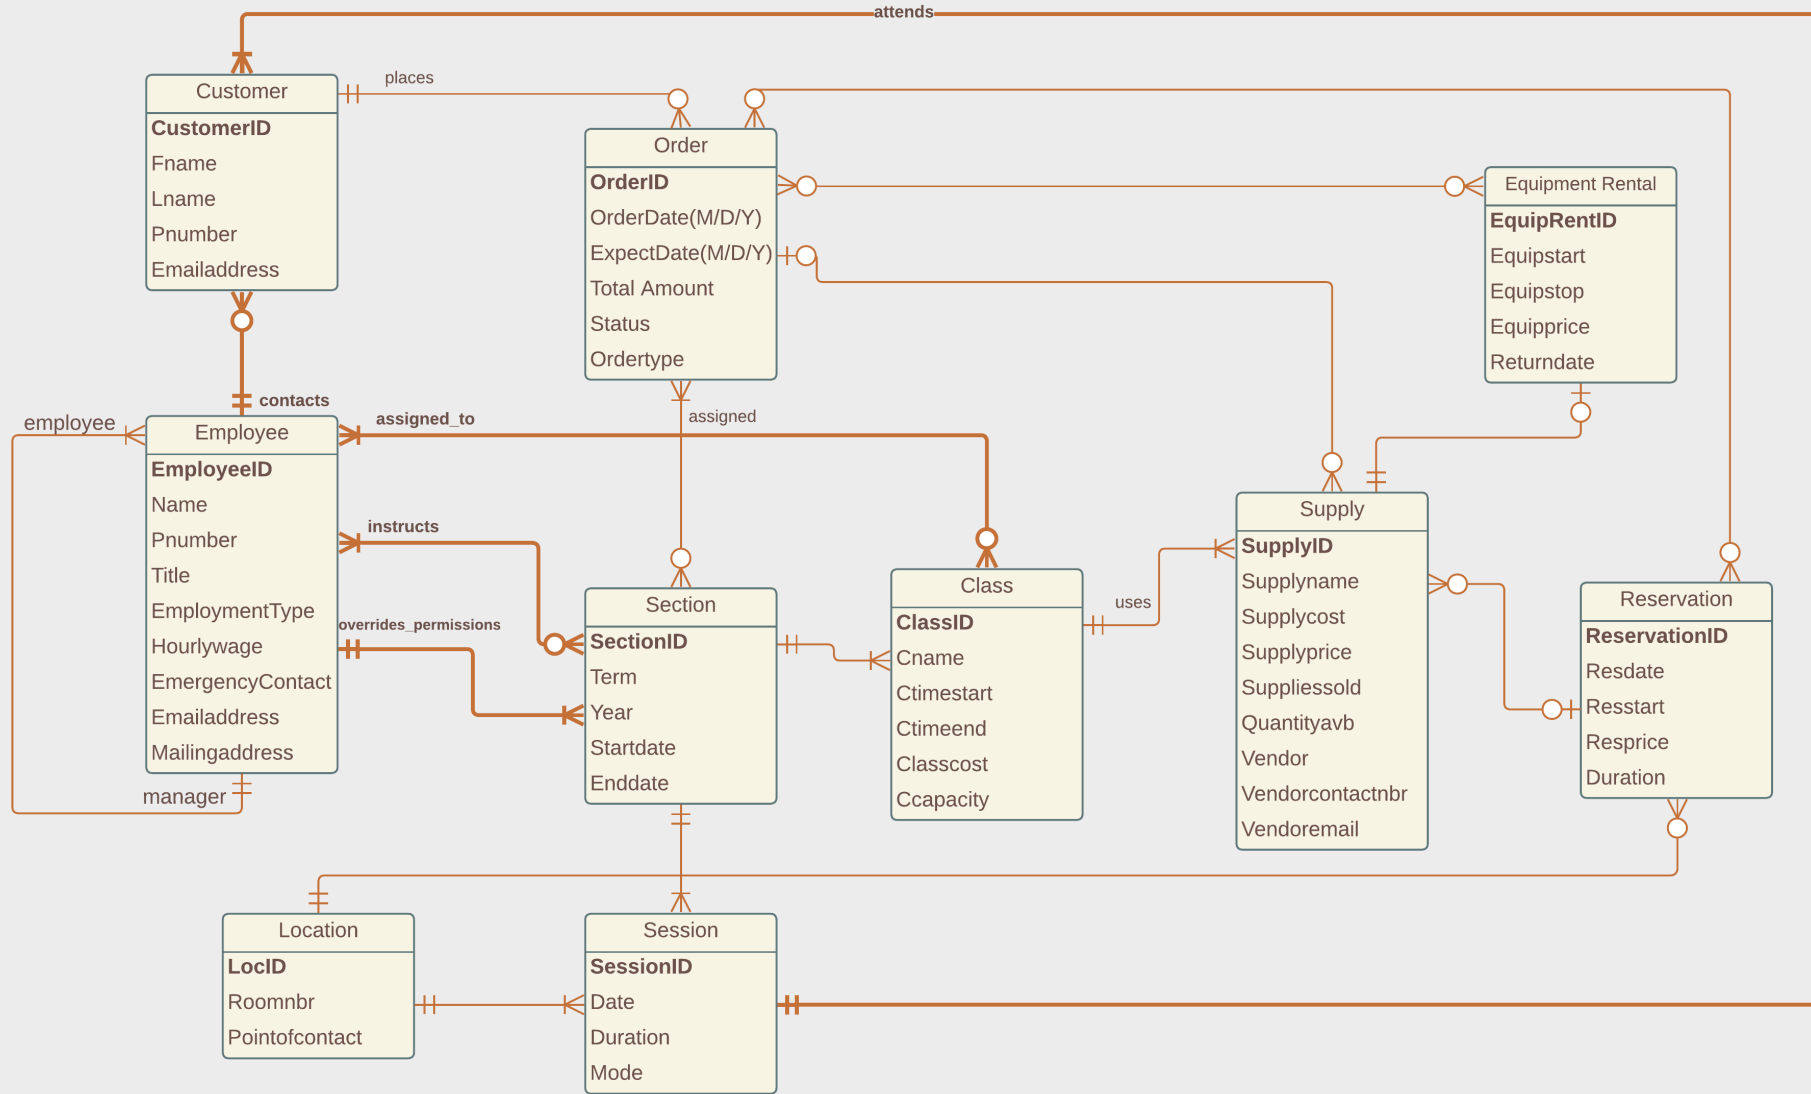 attends
places
Customer
CustomerID
Fname
Lname
Pnumber
Emailaddress
Order
OrderID
OrderDate(M/D/Y)
ExpectDate(M/D/Y)
Total Amount
Status
Ordertype
Equipment Rental
EquipRentID
Equipstart
Equipstop
Equipprice
Returndate
contacts
employee
assigned_to
assigned
Employee
EmployeeID
Name
Pnumber
Title
EmploymentType
Hourlywage
EmergencyContact
Emailaddress
Mailingaddress
manager
instructs
overrides_permissions
Section
SectionID
Term
Year
Startdate
Enddate
Class
ClassID
Cname
Ctimestart
Ctimeend
Classcost
Ccapacity
uses
Supply
SupplyID
Supplyname
Supplycost
Supplyprice
Suppliessold
Quantityavb
Vendor
Vendorcontactnbr
Vendoremail
Reservation
ReservationID
Resdate
Resstart
Resprice
Duration
Location
LocID
Roomnbr
Pointofcontact
Session
SessionID
Date
Duration
Mode